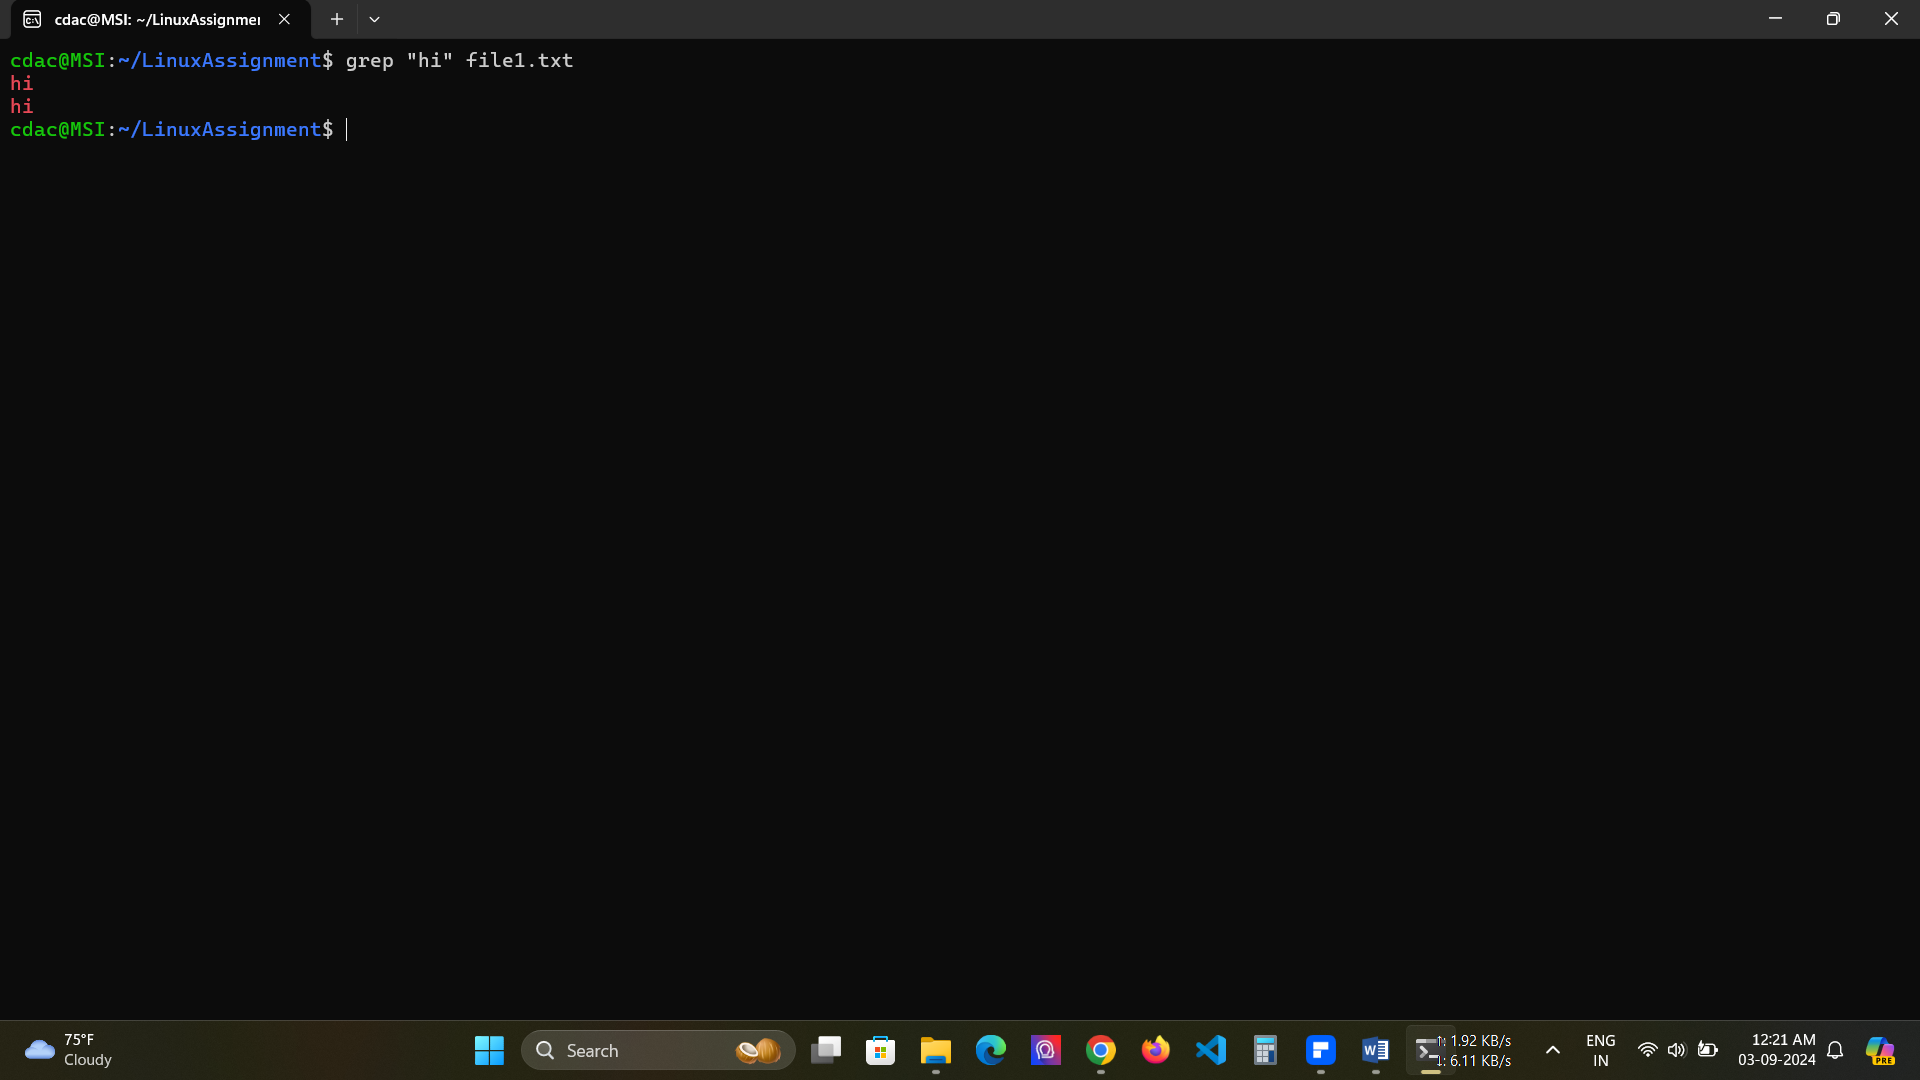 cdac@MSI: ~/LinuxAssignmer
cdac@MSI:~/LinuxAssignment$ grep "hi" file1.txt
hi
hi
cdac@MSI:~/LinuxAssignment$
75°F
Cloudy
Search
↑: 1.92 KB/s
↓: 6.11 KB/s
ENG
IN
12:21 AM
03-09-2024
PRE